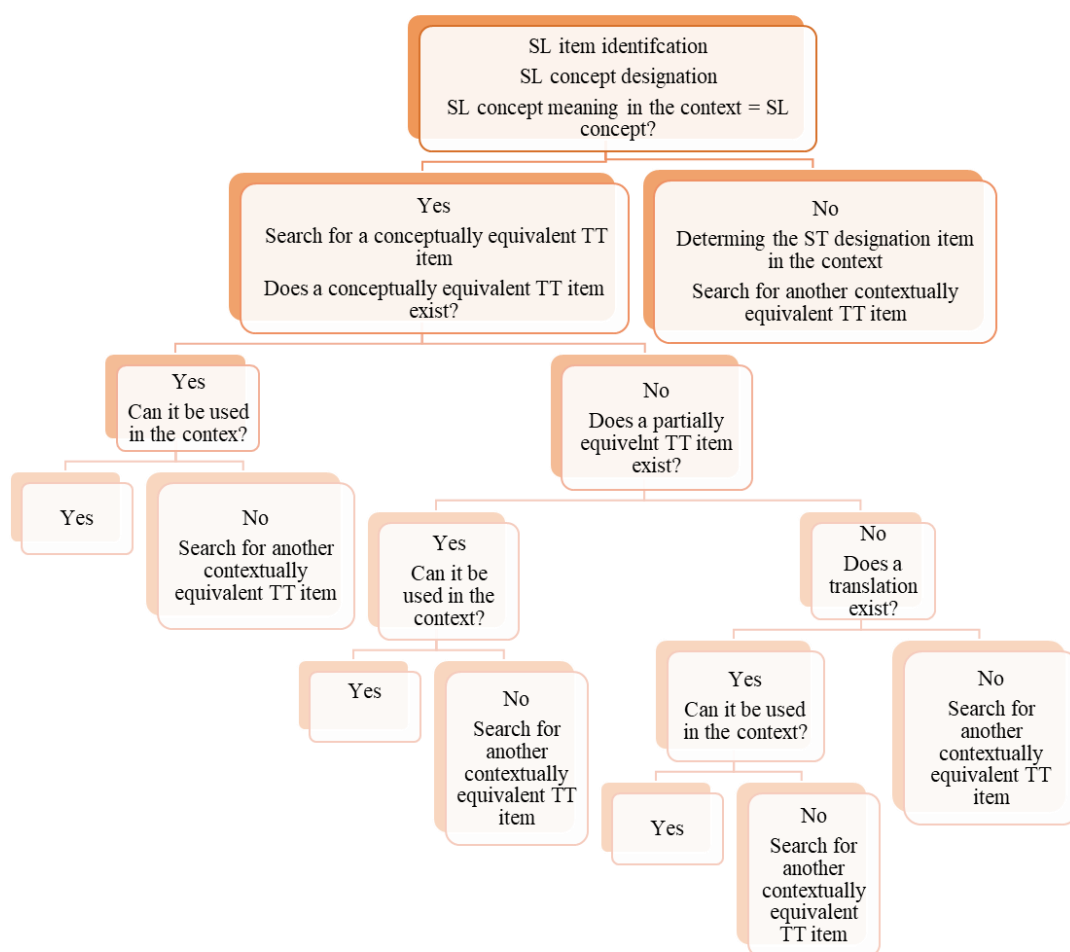 SL item identifcation
SL concept designation
SL concept meaning in the context = SL
concept?
Yes
Search for a conceptually equivalent TT
item
Does a conceptually equivalent TT item
exist?
No
Determing the ST designation item
in the context
Search for another contextually
equivalent TT item
Yes
Can it be used
in the contex?
No
Does a partially
equivelnt TT item
exist?
Yes
No
Search for another
contextually
equivalent TT item
Yes
Can it be
used in the
context?
No
Does a
translation
exist?
Yes
No
Search for
another
contextually
equivalent TT
item
Yes
Can it be used
in the context?
No
Search for
another
contextually
equivalent TT
item
Yes
No
Search for
another
contextually
equivalent
TT item